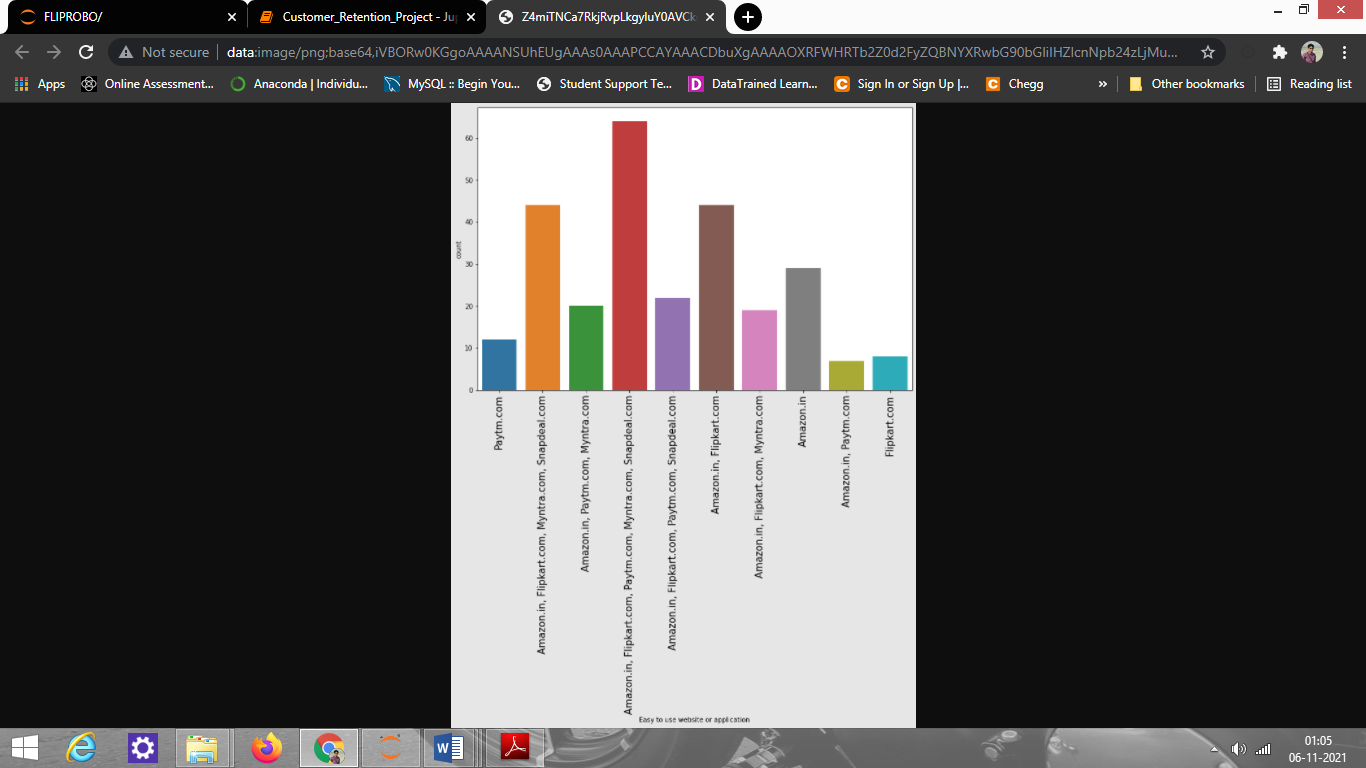 FLIPROBO/
Customer_Retention_Project - Jup
Z4miTNCa7RkjRvpLkgyluY0AVCk
Not secure
data:image/png;base64,iVBORw0KGgoAAAANSUhEUgAAAs0AAAPCCAYAAACDbuXgAAAAOXRFWHRTb2Z0d2FyZQBNYXRwbG90bGliIHZlcnNpb24zLjMu...
Apps
Online Assessment...
Anaconda | Individu...
MySQL :: Begin You...
Student Support Te...
DataTrained Learn...
Sign In or Sign Up |...
Chegg
»
Other bookmarks
Reading list
60
50
40
30
20
10
0
count
Paytm.com
Amazon.in, Flipkart.com, Myntra.com, Snapdeal.com
Amazon.in, Paytm.com, Myntra.com
Amazon.in, Flipkart.com, Paytm.com, Myntra.com, Snapdeal.com
Amazon.in, Flipkart.com, Paytm.com, Snapdeal.com
Amazon.in, Flipkart.com
Amazon.in, Flipkart.com, Myntra.com
Amazon.in
Amazon.in, Paytm.com
Flipkart.com
Easy to use website or application
01:05
06-11-2021